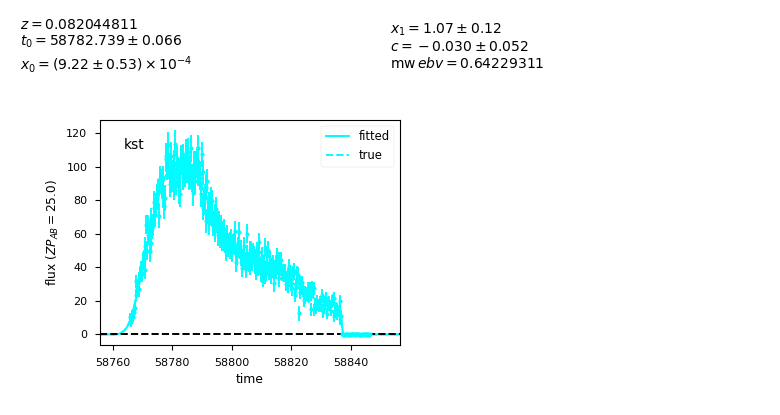 z = 0.082044811
t₀ = 58782.739 ± 0.066
x₀ = (9.22 ± 0.53) × 10⁻⁴
x₁ = 1.07 ± 0.12
c = −0.030 ± 0.052
mw ebv = 0.64229311
kst
fitted
true
120
100
80
60
40
20
0
flux (ZP_AB = 25.0)
58760 58780 58800 58820 58840
time